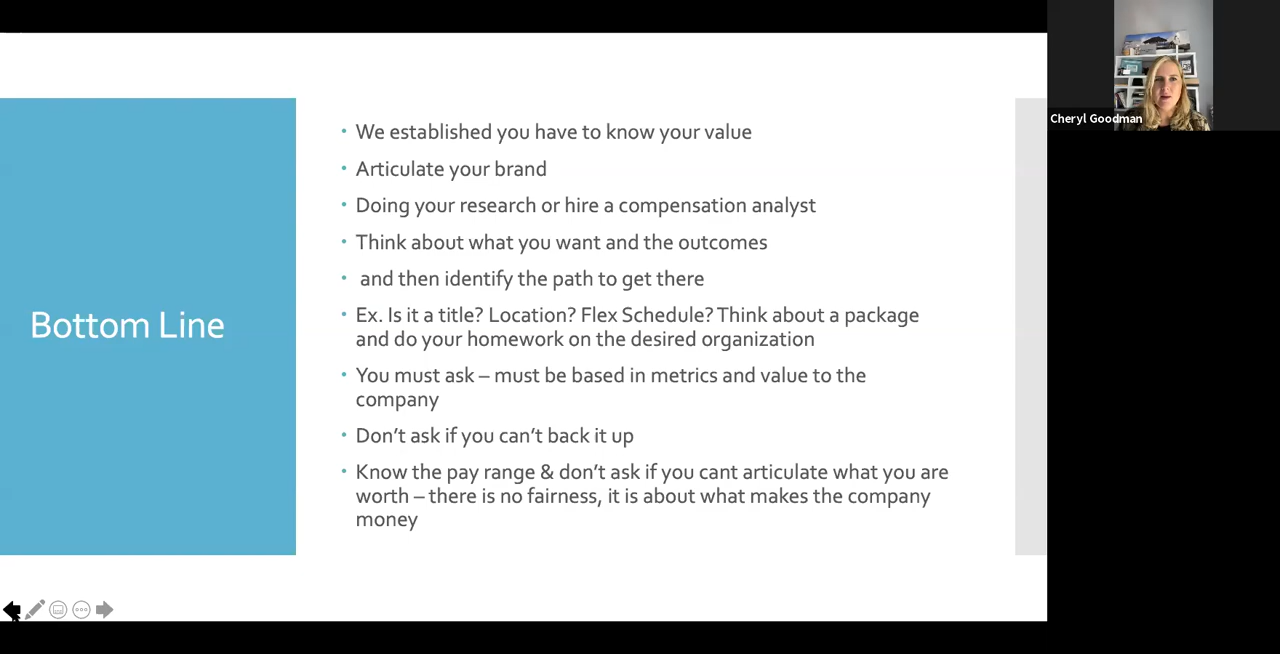 Bottom Line
• We established you have to know your value
• Articulate your brand
• Doing your research or hire a compensation analyst
• Think about what you want and the outcomes
• and then identify the path to get there
• Ex. Is it a title? Location? Flex Schedule? Think about a package
and do your homework on the desired organization
• You must ask – must be based in metrics and value to the
company
• Don't ask if you can't back it up
• Know the pay range & don't ask if you cant articulate what you are
worth – there is no fairness, it is about what makes the company
money
Cheryl Goodman